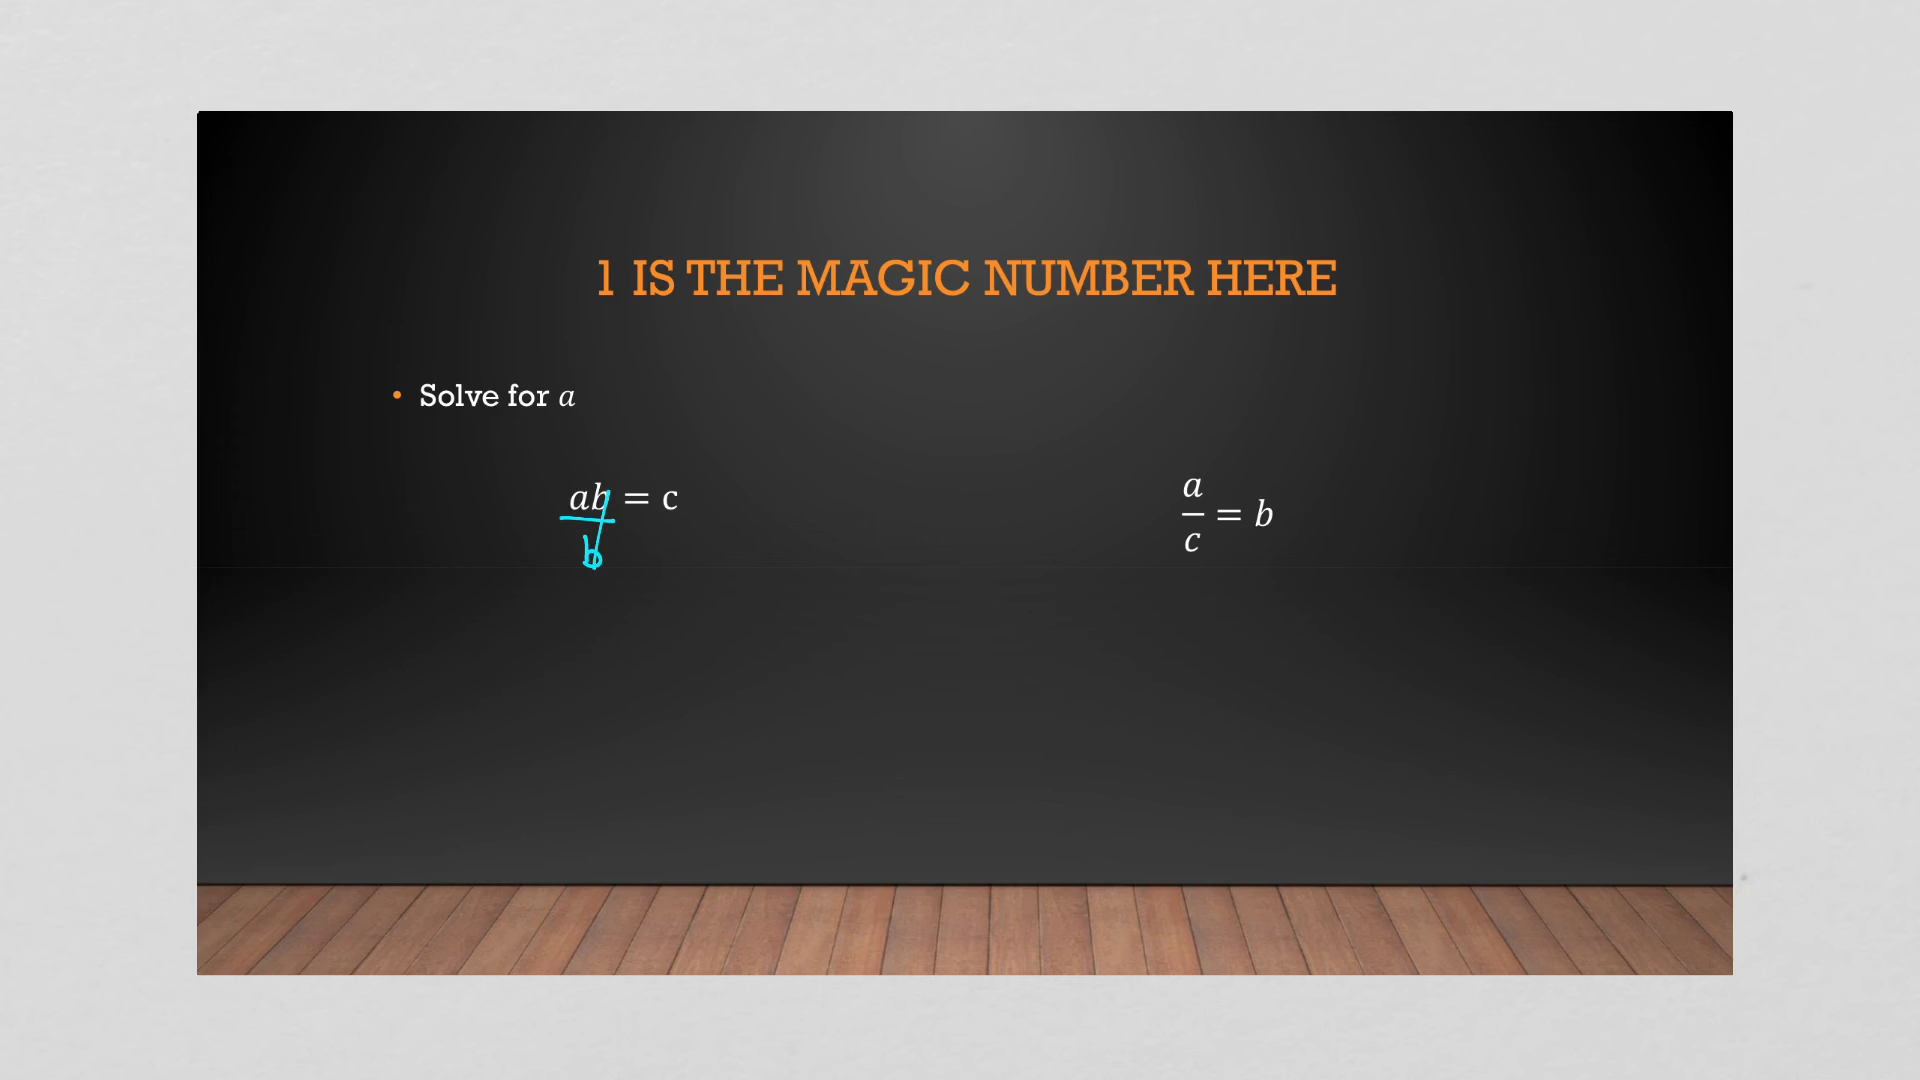 1 IS THE MAGIC NUMBER HERE
• Solve for a
ab = c
b
a
c = b